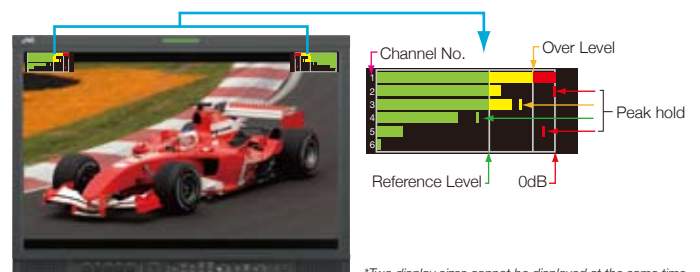 JVC
Channel No.
Over Level
1
2
3
4
5
6
Peak hold
Reference Level
0dB
*Two display sizes cannot be displayed at the same time